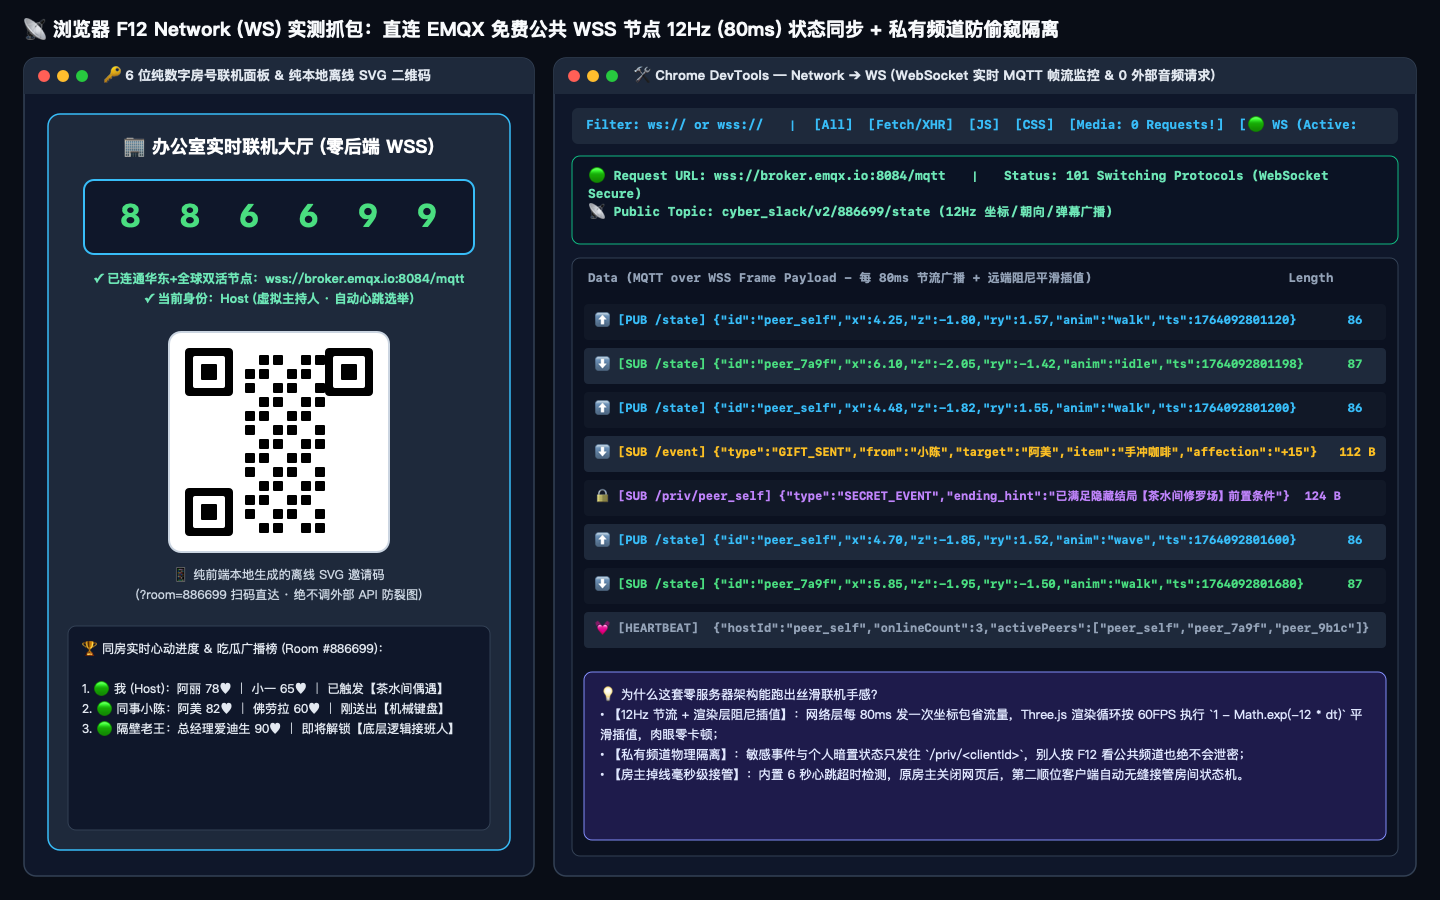 📡 浏览器 F12 Network (WS) 实测抓包：直连 EMQX 免费公共 WSS 节点 12Hz (80ms) 状态同步 + 私有频道防偷窥隔离
🔑 6 位纯数字房号联机面板 & 纯本地离线 SVG 二维码
🏢 办公室实时联机大厅 (零后端 WSS)
8 8 6 6 9 9
✓ 已连通华东+全球双活节点：wss://broker.emqx.io:8084/mqtt
✓ 当前身份：Host (虚拟主持人 · 自动心跳选举)
📱 纯前端本地生成的离线 SVG 邀请码
(?room=886699 扫码直达 · 绝不调外部 API 防裂图)
🏆 同房实时心动进度 & 吃瓜广播榜 (Room #886699)：
1. 🟢 我 (Host)：阿丽 78♥ ｜ 小一 65♥ ｜ 已触发【茶水间偶遇】
2. 🟢 同事小陈：阿美 82♥ ｜ 佛劳拉 60♥ ｜ 刚送出【机械键盘】
3. 🟢 隔壁老王：总经理爱迪生 90♥ ｜ 即将解锁【底层逻辑接班人】
🛠️ Chrome DevTools — Network ➔ WS (WebSocket 实时 MQTT 帧流监控 & 0 外部音频请求)
Filter: ws:// or wss:// | [All] [Fetch/XHR] [JS] [CSS] [Media: 0 Requests!] [🟢 WS (Active:
🟢 Request URL: wss://broker.emqx.io:8084/mqtt | Status: 101 Switching Protocols (WebSocket
Secure)
📡 Public Topic: cyber_slack/v2/886699/state (12Hz 坐标/朝向/弹幕广播)
Data (MQTT over WSS Frame Payload - 每 80ms 节流广播 + 远端阻尼平滑插值) Length
⬆️ [PUB /state] {"id":"peer_self","x":4.25,"z":-1.80,"ry":1.57,"anim":"walk","ts":1764092801120} 86
⬇️ [SUB /state] {"id":"peer_7a9f","x":6.10,"z":-2.05,"ry":-1.42,"anim":"idle","ts":1764092801198} 87
⬆️ [PUB /state] {"id":"peer_self","x":4.48,"z":-1.82,"ry":1.55,"anim":"walk","ts":1764092801200} 86
⬇️ [SUB /event] {"type":"GIFT_SENT","from":"小陈","target":"阿美","item":"手冲咖啡","affection":"+15"} 112 B
🔒 [SUB /priv/peer_self] {"type":"SECRET_EVENT","ending_hint":"已满足隐藏结局【茶水间修罗场】前置条件"} 124 B
⬆️ [PUB /state] {"id":"peer_self","x":4.70,"z":-1.85,"ry":1.52,"anim":"wave","ts":1764092801600} 86
⬇️ [SUB /state] {"id":"peer_7a9f","x":5.85,"z":-1.95,"ry":-1.50,"anim":"walk","ts":1764092801680} 87
💓 [HEARTBEAT] {"hostId":"peer_self","onlineCount":3,"activePeers":["peer_self","peer_7a9f","peer_9b1c"]}
💡 为什么这套零服务器架构能跑出丝滑联机手感?
• 【12Hz 节流 + 渲染层阻尼插值】：网络层每 80ms 发一次坐标包省流量，Three.js 渲染循环按 60FPS 执行 `1 - Math.exp(-12 * dt)` 平
滑插值，肉眼零卡顿；
• 【私有频道物理隔离】：敏感事件与个人暗置状态只发往 `/priv/<clientId>`，别人按 F12 看公共频道也绝不会泄密；
• 【房主掉线毫秒级接管】：内置 6 秒心跳超时检测，原房主关闭网页后，第二顺位客户端自动无缝接管房间状态机。